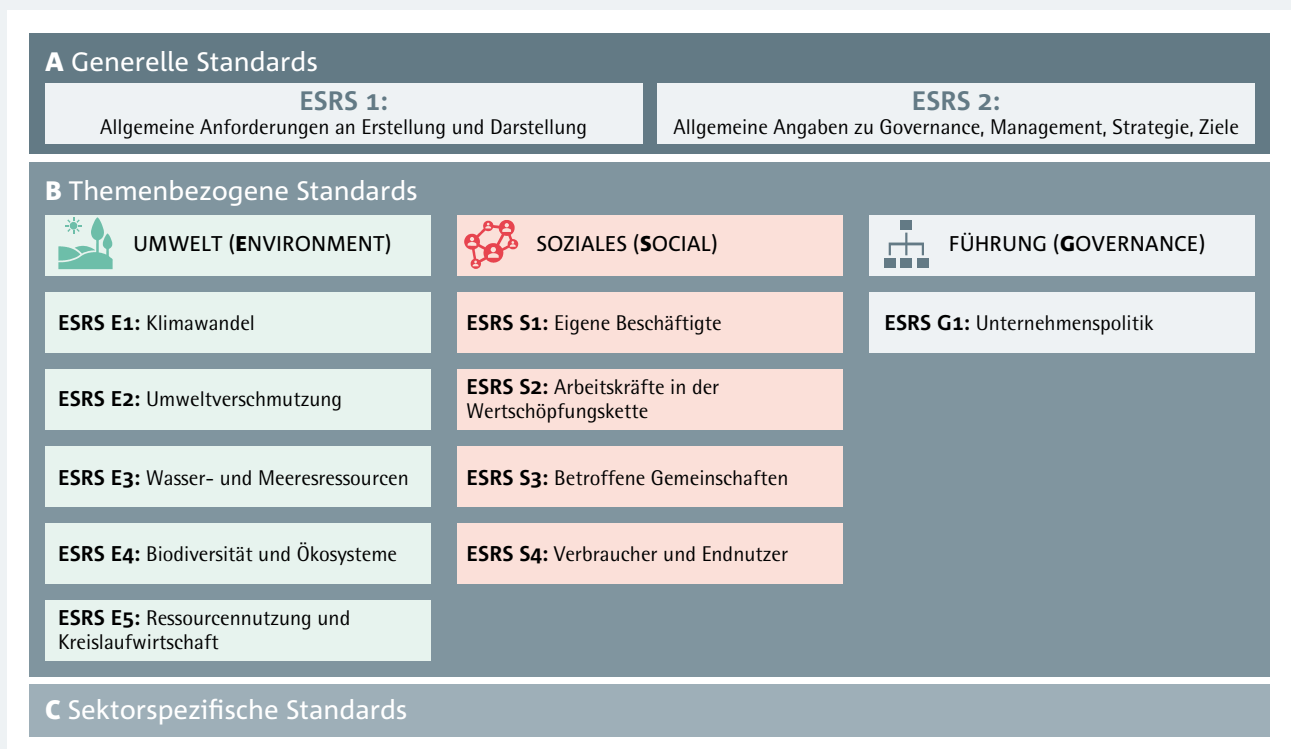 A Generelle Standards
ESRS 1:
Allgemeine Anforderungen an Erstellung und Darstellung
ESRS 2:
Allgemeine Angaben zu Governance, Management, Strategie, Ziele
B Themenbezogene Standards
UMWELT (ENVIRONMENT)
ESRS E1: Klimawandel
ESRS E2: Umweltverschmutzung
ESRS E3: Wasser- und Meeresressourcen
ESRS E4: Biodiversität und Ökosysteme
ESRS E5: Ressourcennutzung und
Kreislaufwirtschaft
SOZIALES (SOCIAL)
ESRS S1: Eigene Beschäftigte
ESRS S2: Arbeitskräfte in der
Wertschöpfungskette
ESRS S3: Betroffene Gemeinschaften
ESRS S4: Verbraucher und Endnutzer
FÜHRUNG (GOVERNANCE)
ESRS G1: Unternehmenspolitik
C Sektorspezifische Standards